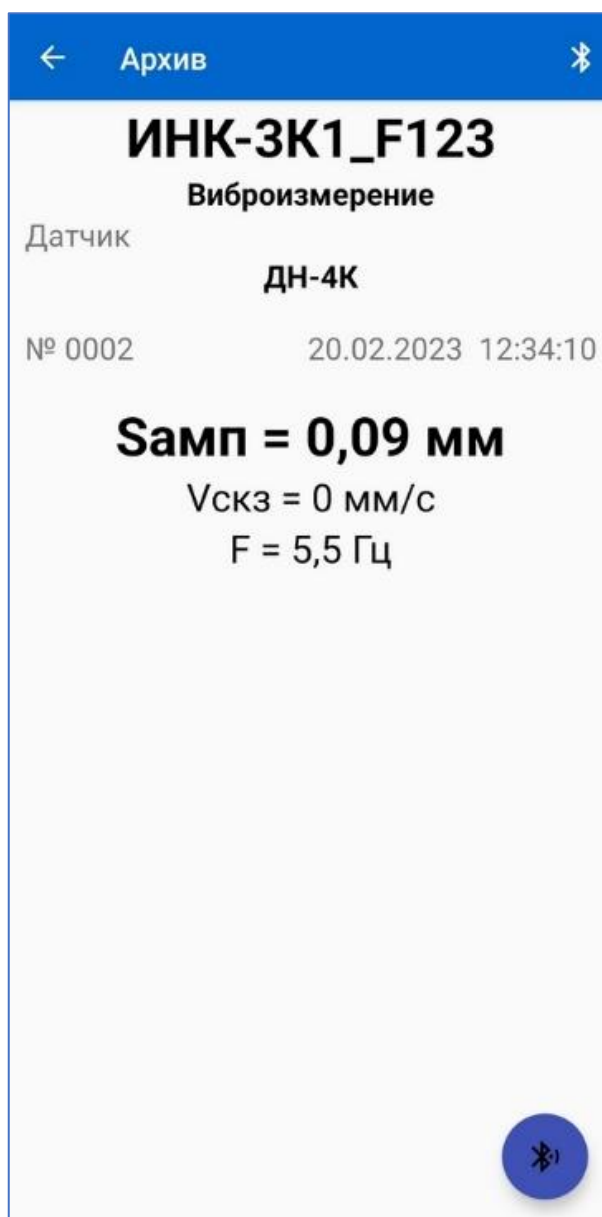 Архив
ИНК-3К1_F123
Виброизмерение
Датчик
ДН-4К
№ 0002 20.02.2023 12:34:10
Sамп = 0,09 мм
Vскз = 0 мм/с
F = 5,5 Гц